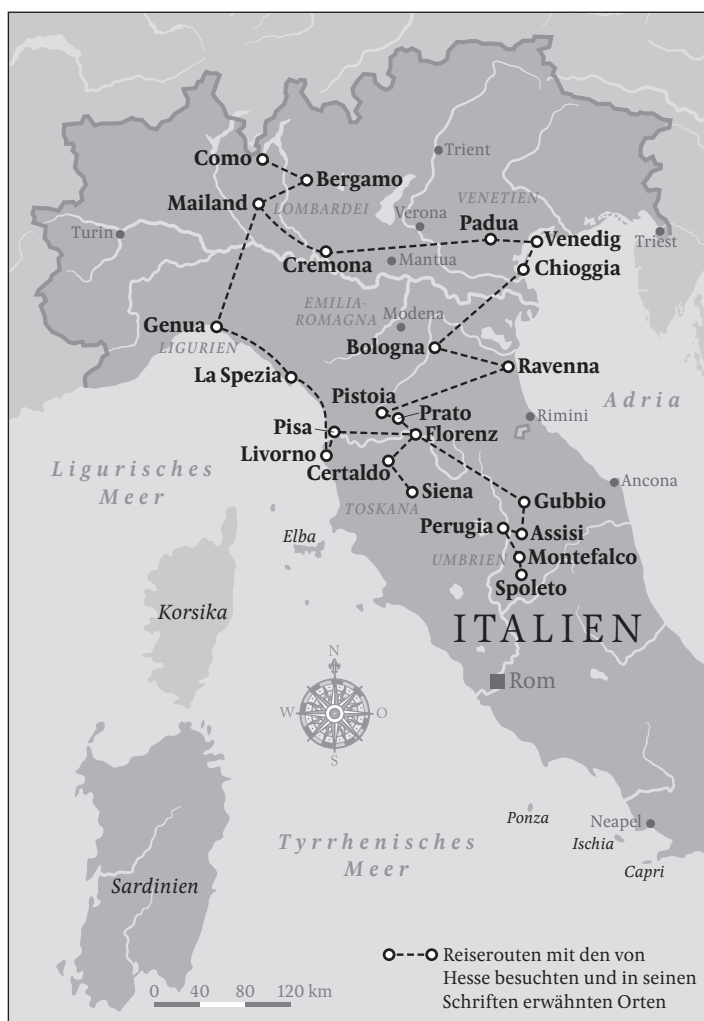 Como
Bergamo
Trient
Mailand
LOMBARDEI
VENETIEN
Verona
Padua
Venedig
Triest
Turin
Cremona
Mantua
Chioggia
EMILIA-
ROMAGNA
Modena
Genua
LIGURIEN
Bologna
Ravenna
La Spezia
Pistoia
Prato
Adria
Rimini
Pisa
Florenz
Livorno
Certaldo
Ligurisches
Meer
Siena
TOSKANA
Ancona
Gubbio
Elba
Perugia
Assisi
UMBRIEN
Montefalco
Spoleto
Korsika
ITALIEN
Rom
N
W
O
S
Ponza
Neapel
Ischia
Capri
Tyrrhenisches
Meer
Sardinien
Reiserouten mit den von
Hesse besuchten und in seinen
Schriften erwähnten Orten
0 40 80 120 km